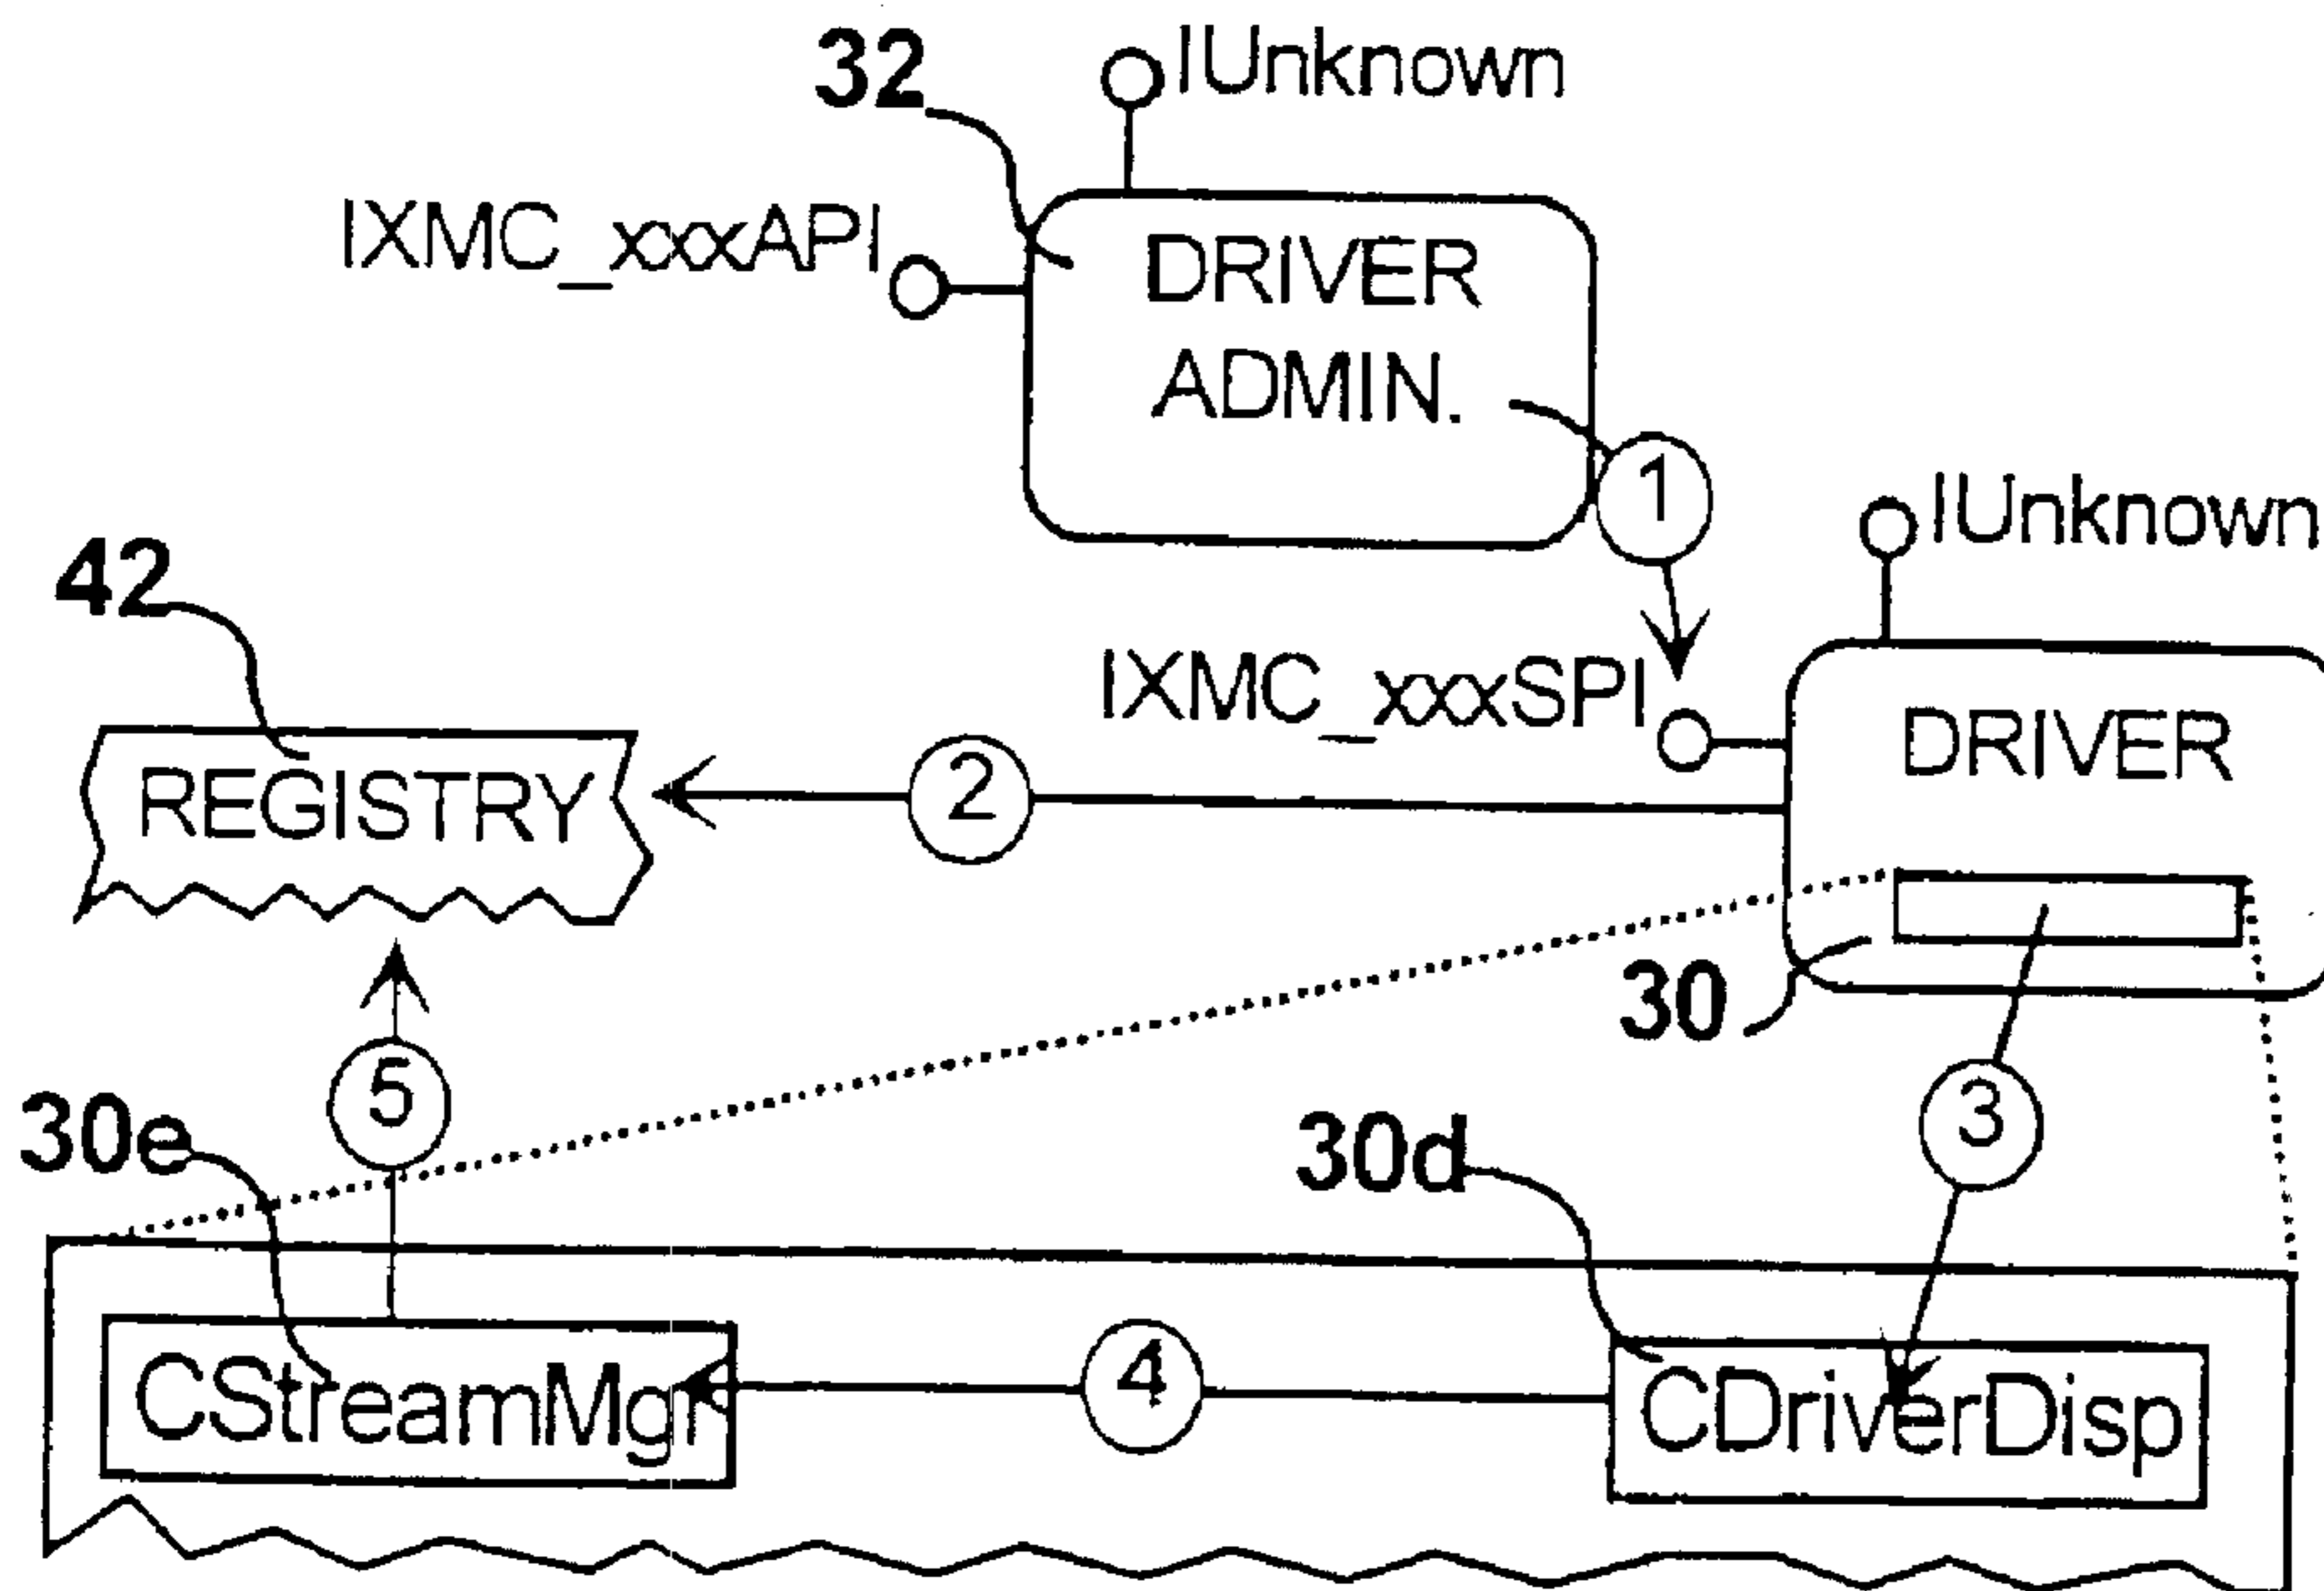 32
IUnknown
IXMC_xxxAPI
DRIVER
ADMIN.
1
IUnknown
42
IXMC_xxxSPI
DRIVER
REGISTRY
2
30
5
3
30e
30d
CStreamMgr
4
CDriverDisp